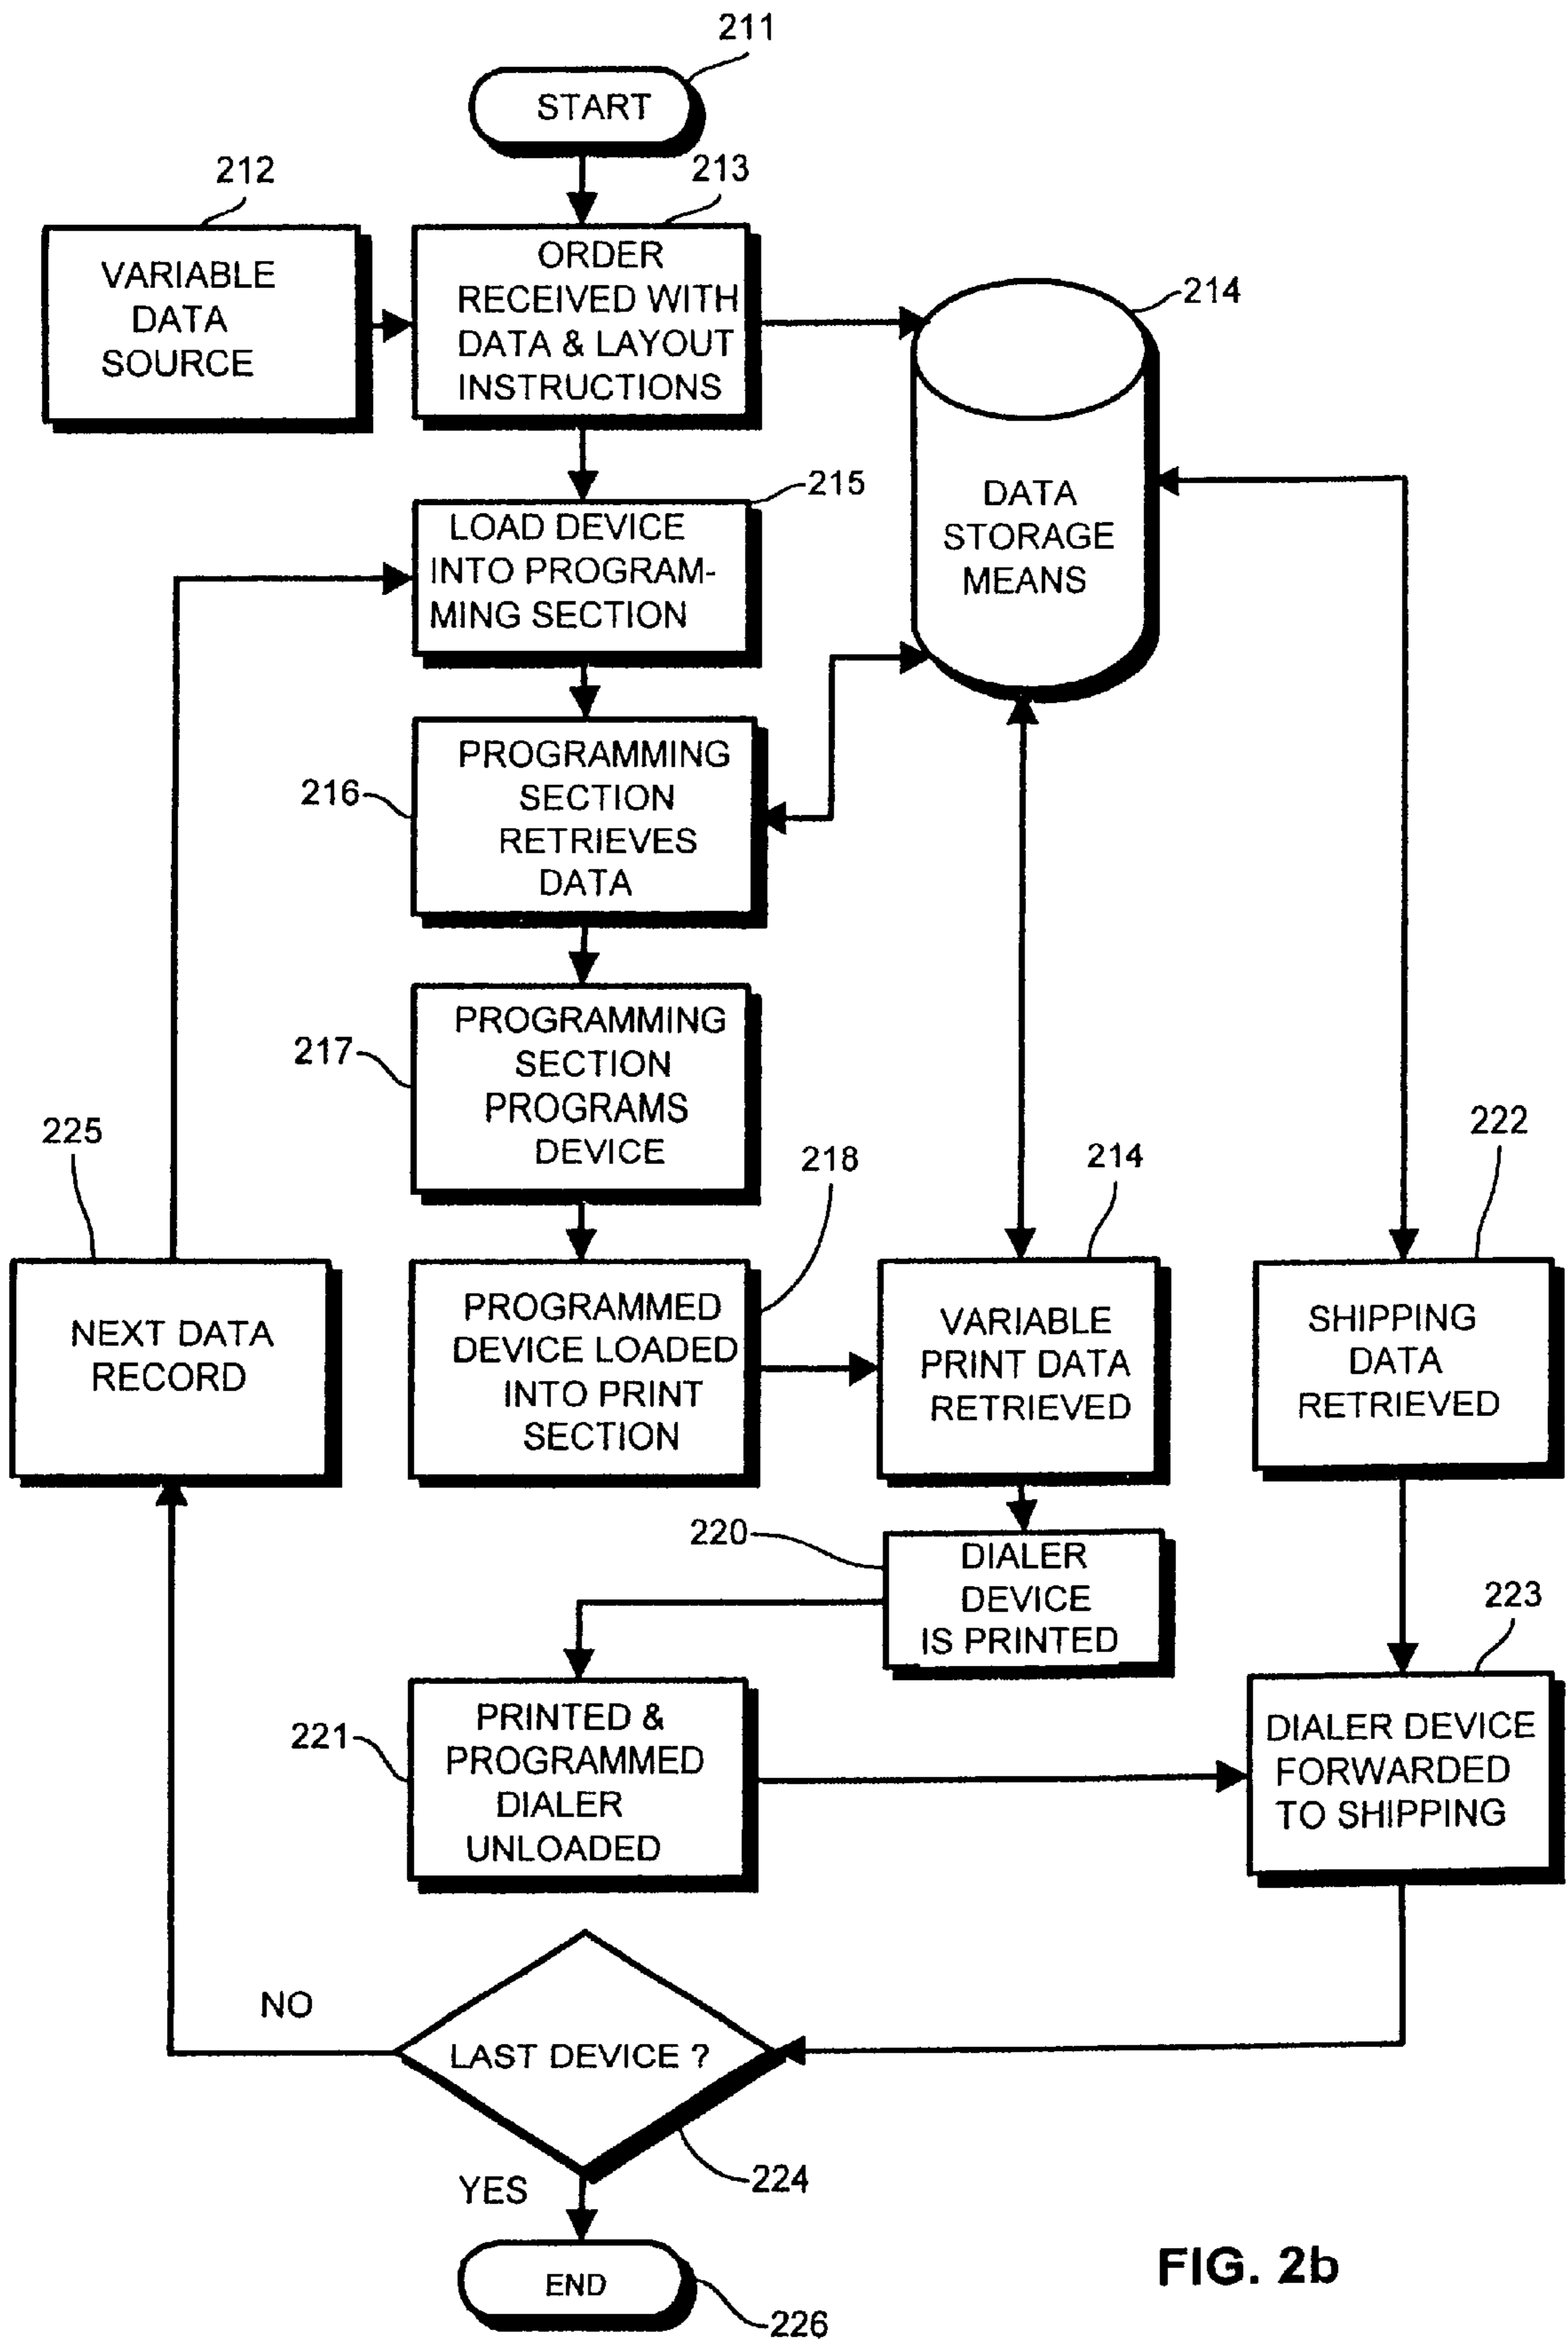 211
START
212
213
VARIABLE
DATA
SOURCE
ORDER
RECEIVED WITH
DATA & LAYOUT
INSTRUCTIONS
214
DATA
STORAGE
MEANS
215
LOAD DEVICE
INTO PROGRAM-
MING SECTION
216
PROGRAMMING
SECTION
RETRIEVES
DATA
217
PROGRAMMING
SECTION
PROGRAMS
DEVICE
225
218
214
222
NEXT DATA
RECORD
PROGRAMMED
DEVICE LOADED
INTO PRINT
SECTION
VARIABLE
PRINT DATA
RETRIEVED
SHIPPING
DATA
RETRIEVED
220
DIALER
DEVICE
IS PRINTED
223
221
PRINTED &
PROGRAMMED
DIALER
UNLOADED
DIALER DEVICE
FORWARDED
TO SHIPPING
NO
LAST DEVICE ?
224
YES
END
226
FIG. 2b